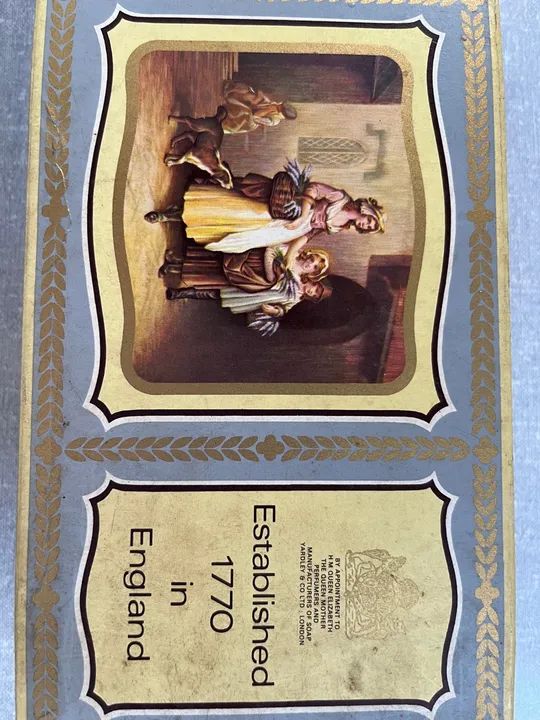 BY APPOINTMENT TO
H M QUEEN ELIZABETH
THE QUEEN MOTHER
PERFUMERS AND
MANUFACTURERS OF SOAP
YARDLEY & CO LTD. LONDON
Established
1770
in
England